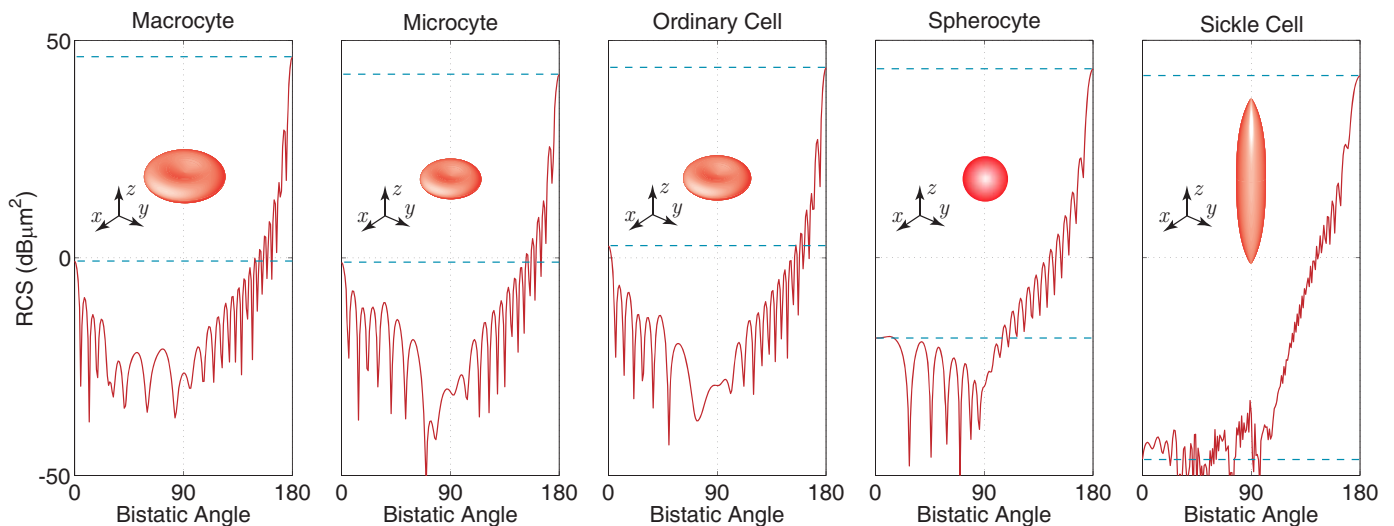 Macrocyte
Microcyte
Ordinary Cell
Spherocyte
Sickle Cell
RCS (dBμm²)
50
0
-50
z
x
y
z
x
y
z
x
y
z
x
y
z
x
y
0 90 180
0 90 180
0 90 180
0 90 180
0 90 180
Bistatic Angle
Bistatic Angle
Bistatic Angle
Bistatic Angle
Bistatic Angle